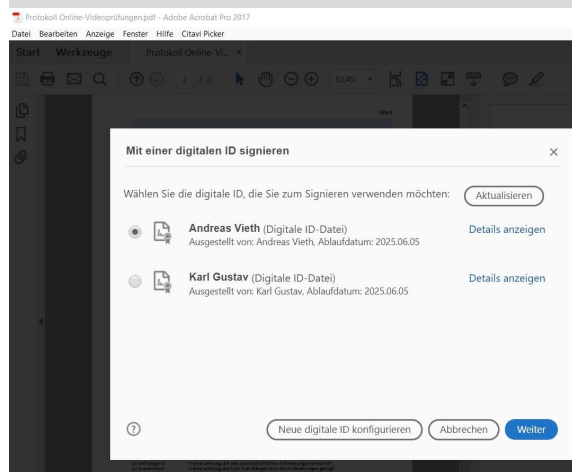 Protokoll Online-Videoprüfungen.pdf - Adobe Acrobat Pro 2017
Datei Bearbeiten Anzeige Fenster Hilfe Citavi Picker
Start Werkzeuge Protokoll Online-Vi... ×
2 / 2 53,4%
Mit einer digitalen ID signieren
Wählen Sie die digitale ID, die Sie zum Signieren verwenden möchten: Aktualisieren
Andreas Vieth (Digitale ID-Datei) Details anzeigen
Ausgestellt von: Andreas Vieth, Ablaufdatum: 2025.06.05
Karl Gustav (Digitale ID-Datei) Details anzeigen
Ausgestellt von: Karl Gustav, Ablaufdatum: 2025.06.05
? Neue digitale ID konfigurieren Abbrechen Weiter